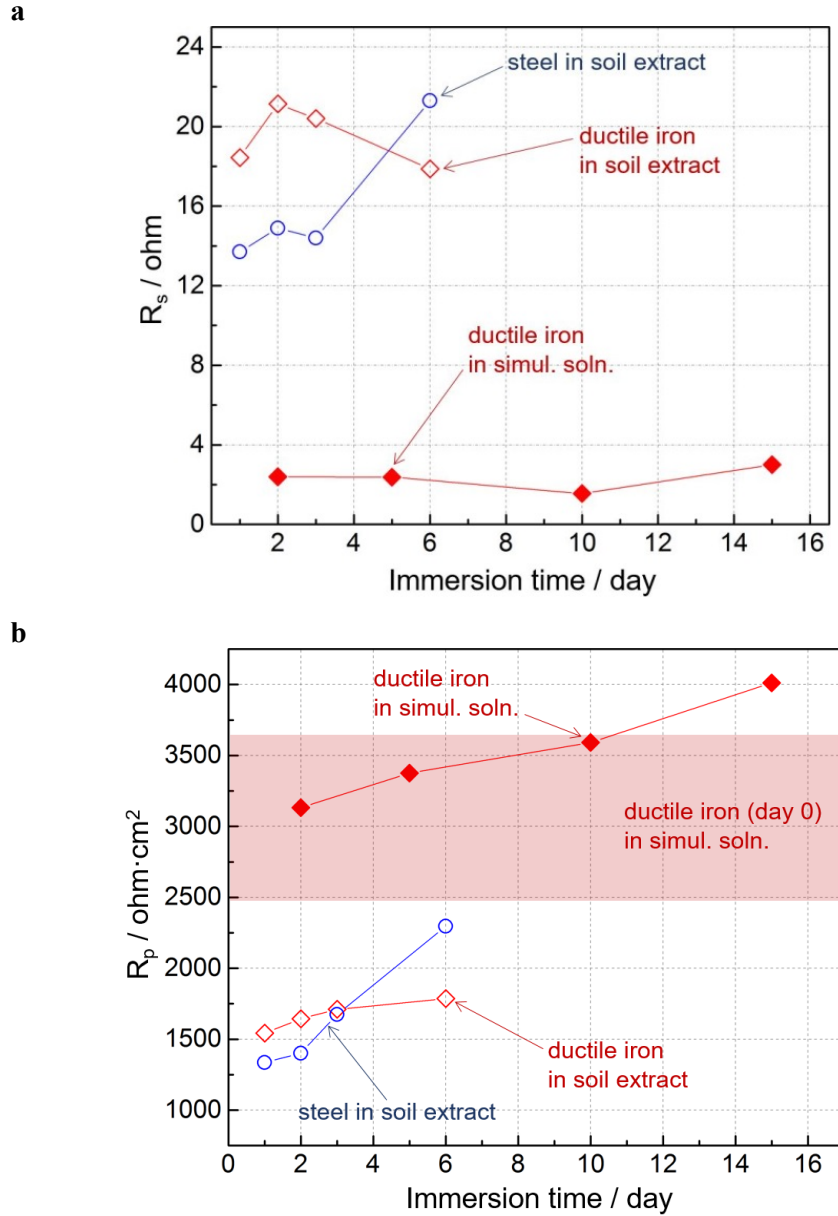 a
24
20
16
12
8
4
0
R_s / ohm
steel in soil extract
ductile iron
in soil extract
ductile iron
in simul. soln.
2 4 6 8 10 12 14 16
Immersion time / day
b
4000
3500
3000
2500
2000
1500
1000
R_p / ohm·cm²
ductile iron
in simul. soln.
ductile iron (day 0)
in simul. soln.
ductile iron
in soil extract
steel in soil extract
0 2 4 6 8 10 12 14 16
Immersion time / day